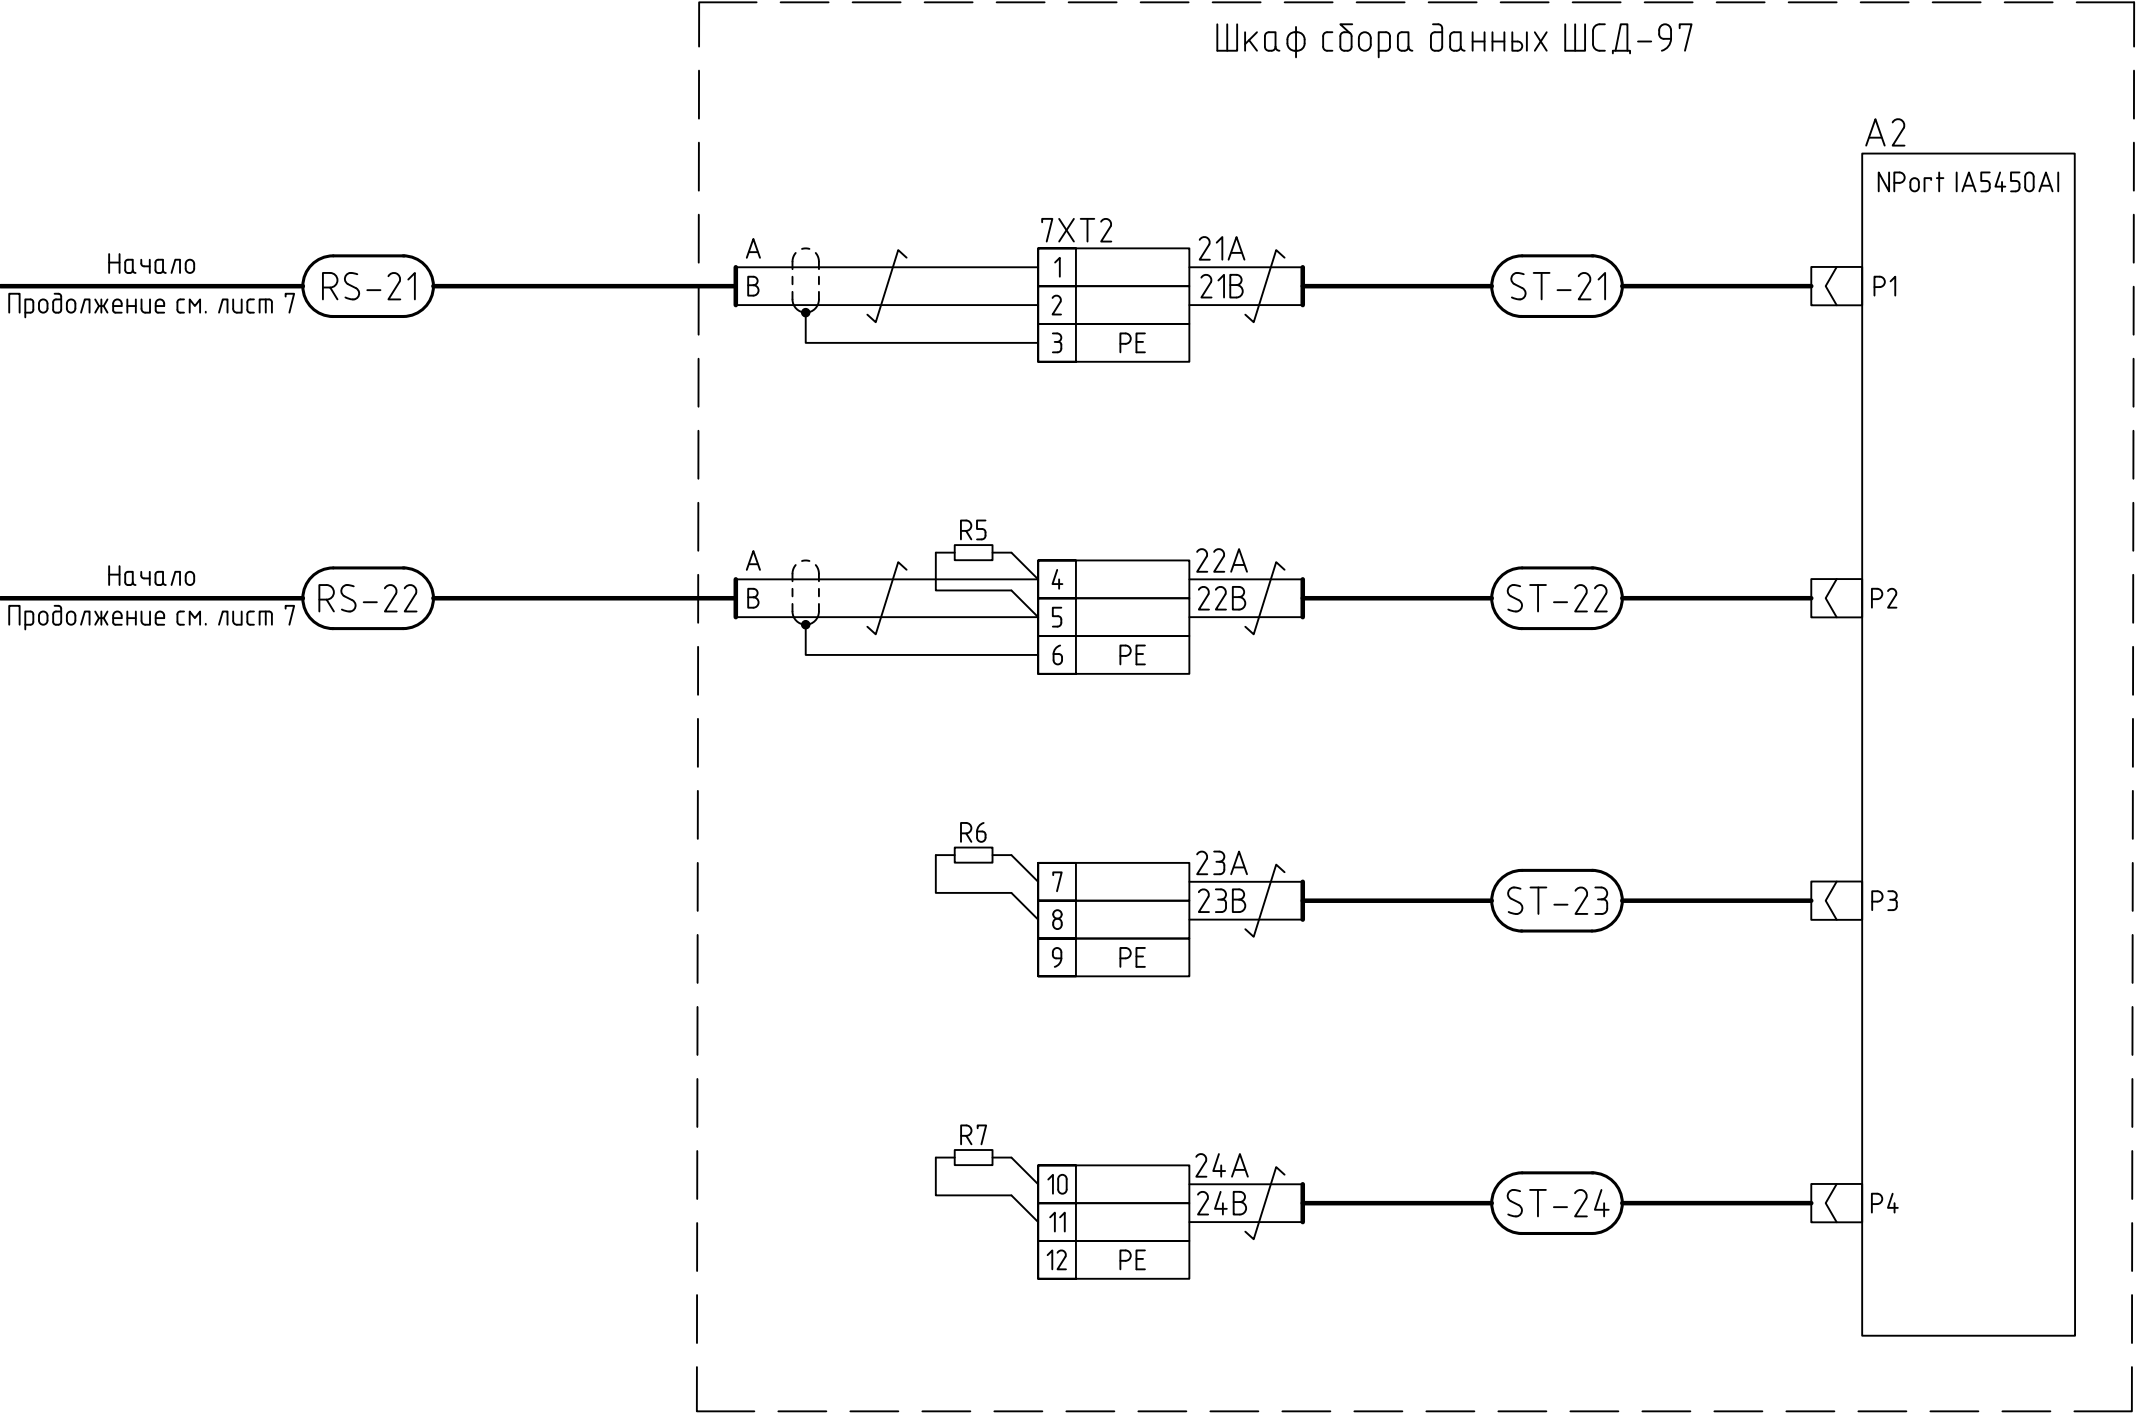 Шкаф сбора данных ШСД-97
A2
NPort IA5450AI
7XT2
Начало
RS-21
Продолжение см. лист 7
A
B
1
2
3
PE
21A
21B
ST-21
P1
R5
Начало
RS-22
Продолжение см. лист 7
A
B
4
5
6
PE
22A
22B
ST-22
P2
R6
7
8
9
PE
23A
23B
ST-23
P3
R7
10
11
12
PE
24A
24B
ST-24
P4